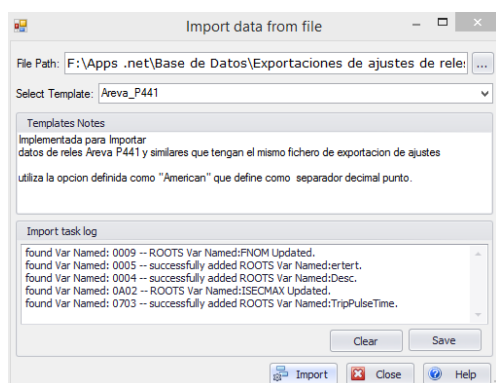 Import data from file
File Path: F:\Apps .net\Base de Datos\Exportaciones de ajustes de rele: ...
Select Template: Areva_P441
Templates Notes
Implementada para Importar
datos de reles Areva P441 y similares que tengan el mismo fichero de exportacion de ajustes
utiliza la opcion definida como "American" que define como separador decimal punto.
Import task log
found Var Named: 0009 -- ROOTS Var Named:FNOM Updated.
found Var Named: 0005 -- successfully added ROOTS Var Named:ertert.
found Var Named: 0004 -- successfully added ROOTS Var Named:Desc.
found Var Named: 0A02 -- ROOTS Var Named:ISECMAX Updated.
found Var Named: 0703 -- successfully added ROOTS Var Named:TripPulseTime.
Clear Save
Import Close Help